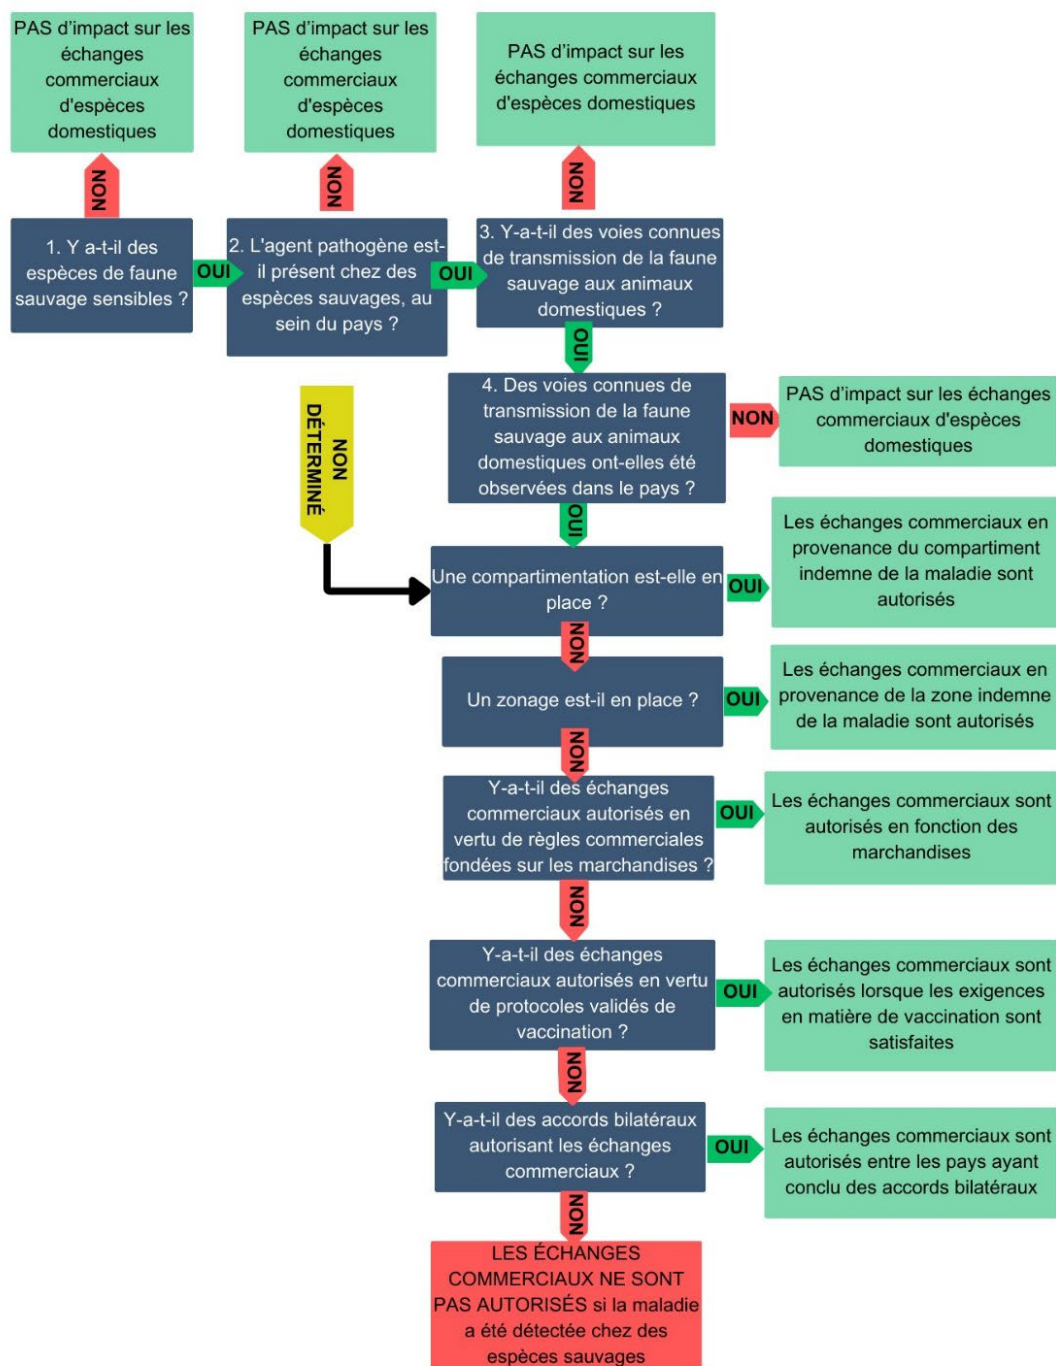 PAS d’impact sur les
échanges
commerciaux
d'espèces
domestiques
PAS d’impact sur les
échanges
commerciaux
d'espèces
domestiques
PAS d’impact sur les
échanges commerciaux
d'espèces domestiques
NON
NON
NON
1. Y a-t-il des
espèces de faune
sauvage sensibles ?
OUI
2. L'agent pathogène est-
il présent chez des
espèces sauvages, au
sein du pays ?
OUI
3. Y-a-t-il des voies connues
de transmission de la faune
sauvage aux animaux
domestiques ?
OUI
NON
DÉTERMINÉ
4. Des voies connues de
transmission de la faune
sauvage aux animaux
domestiques ont-elles été
observées dans le pays ?
NON
PAS d’impact sur les échanges
commerciaux d'espèces
domestiques
OUI
Une compartimentation est-elle en
place ?
OUI
Les échanges commerciaux en
provenance du compartiment
indemne de la maladie sont
autorisés
NON
Un zonage est-il en place ?
OUI
Les échanges commerciaux en
provenance de la zone indemne
de la maladie sont autorisés
NON
Y-a-t-il des échanges
commerciaux autorisés en
vertu de règles commerciales
fondées sur les marchandises ?
OUI
Les échanges commerciaux sont
autorisés en fonction des
marchandises
NON
Y-a-t-il des échanges
commerciaux autorisés en vertu
de protocoles validés de
vaccination ?
OUI
Les échanges commerciaux sont
autorisés lorsque les exigences
en matière de vaccination sont
satisfaites
NON
Y-a-t-il des accords bilatéraux
autorisant les échanges
commerciaux ?
OUI
Les échanges commerciaux sont
autorisés entre les pays ayant
conclu des accords bilatéraux
NON
LES ÉCHANGES
COMMERCIAUX NE SONT
PAS AUTORISÉS si la maladie
a été détectée chez des
espèces sauvages